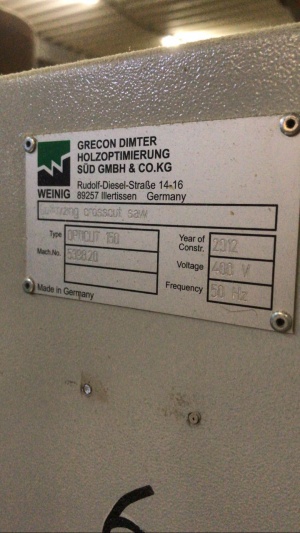 GRECON DIMTER
HOLZOPTIMIERUNG
SÜD GMBH & CO.KG
WEINIG
Rudolf-Diesel-Straße 14-16
89257 Illertissen Germany
crosscut saw
Type OPTICUT 150
Year of Constr. 2012
Mach.No.
Voltage 400 V
Frequency 50 Hz
Made in Germany
6